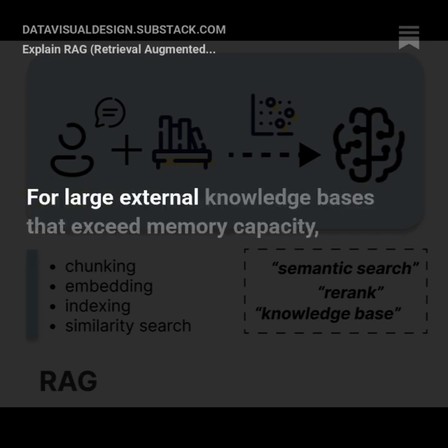 DATAVISUALDESIGN.SUBSTACK.COM
Explain RAG (Retrieval Augmented...
For large external knowledge bases
that exceed memory capacity,
• chunking
• embedding
• indexing
• similarity search
"semantic search"
"rerank"
"knowledge base"
RAG